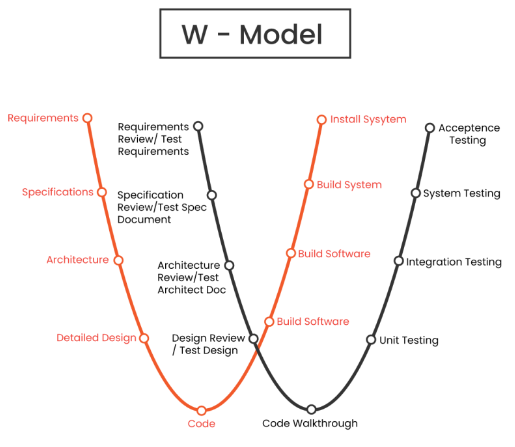 W - Model
Requirements
Requirements
Review/ Test
Requirements
Install Sysytem
Acceptence
Testing
Specifications
Specification
Review/Test Spec
Document
Build System
System Testing
Architecture
Architecture
Review/Test
Architect Doc
Build Software
Integration Testing
Detailed Design
Design Review
/ Test Design
Build Software
Unit Testing
Code
Code Walkthrough